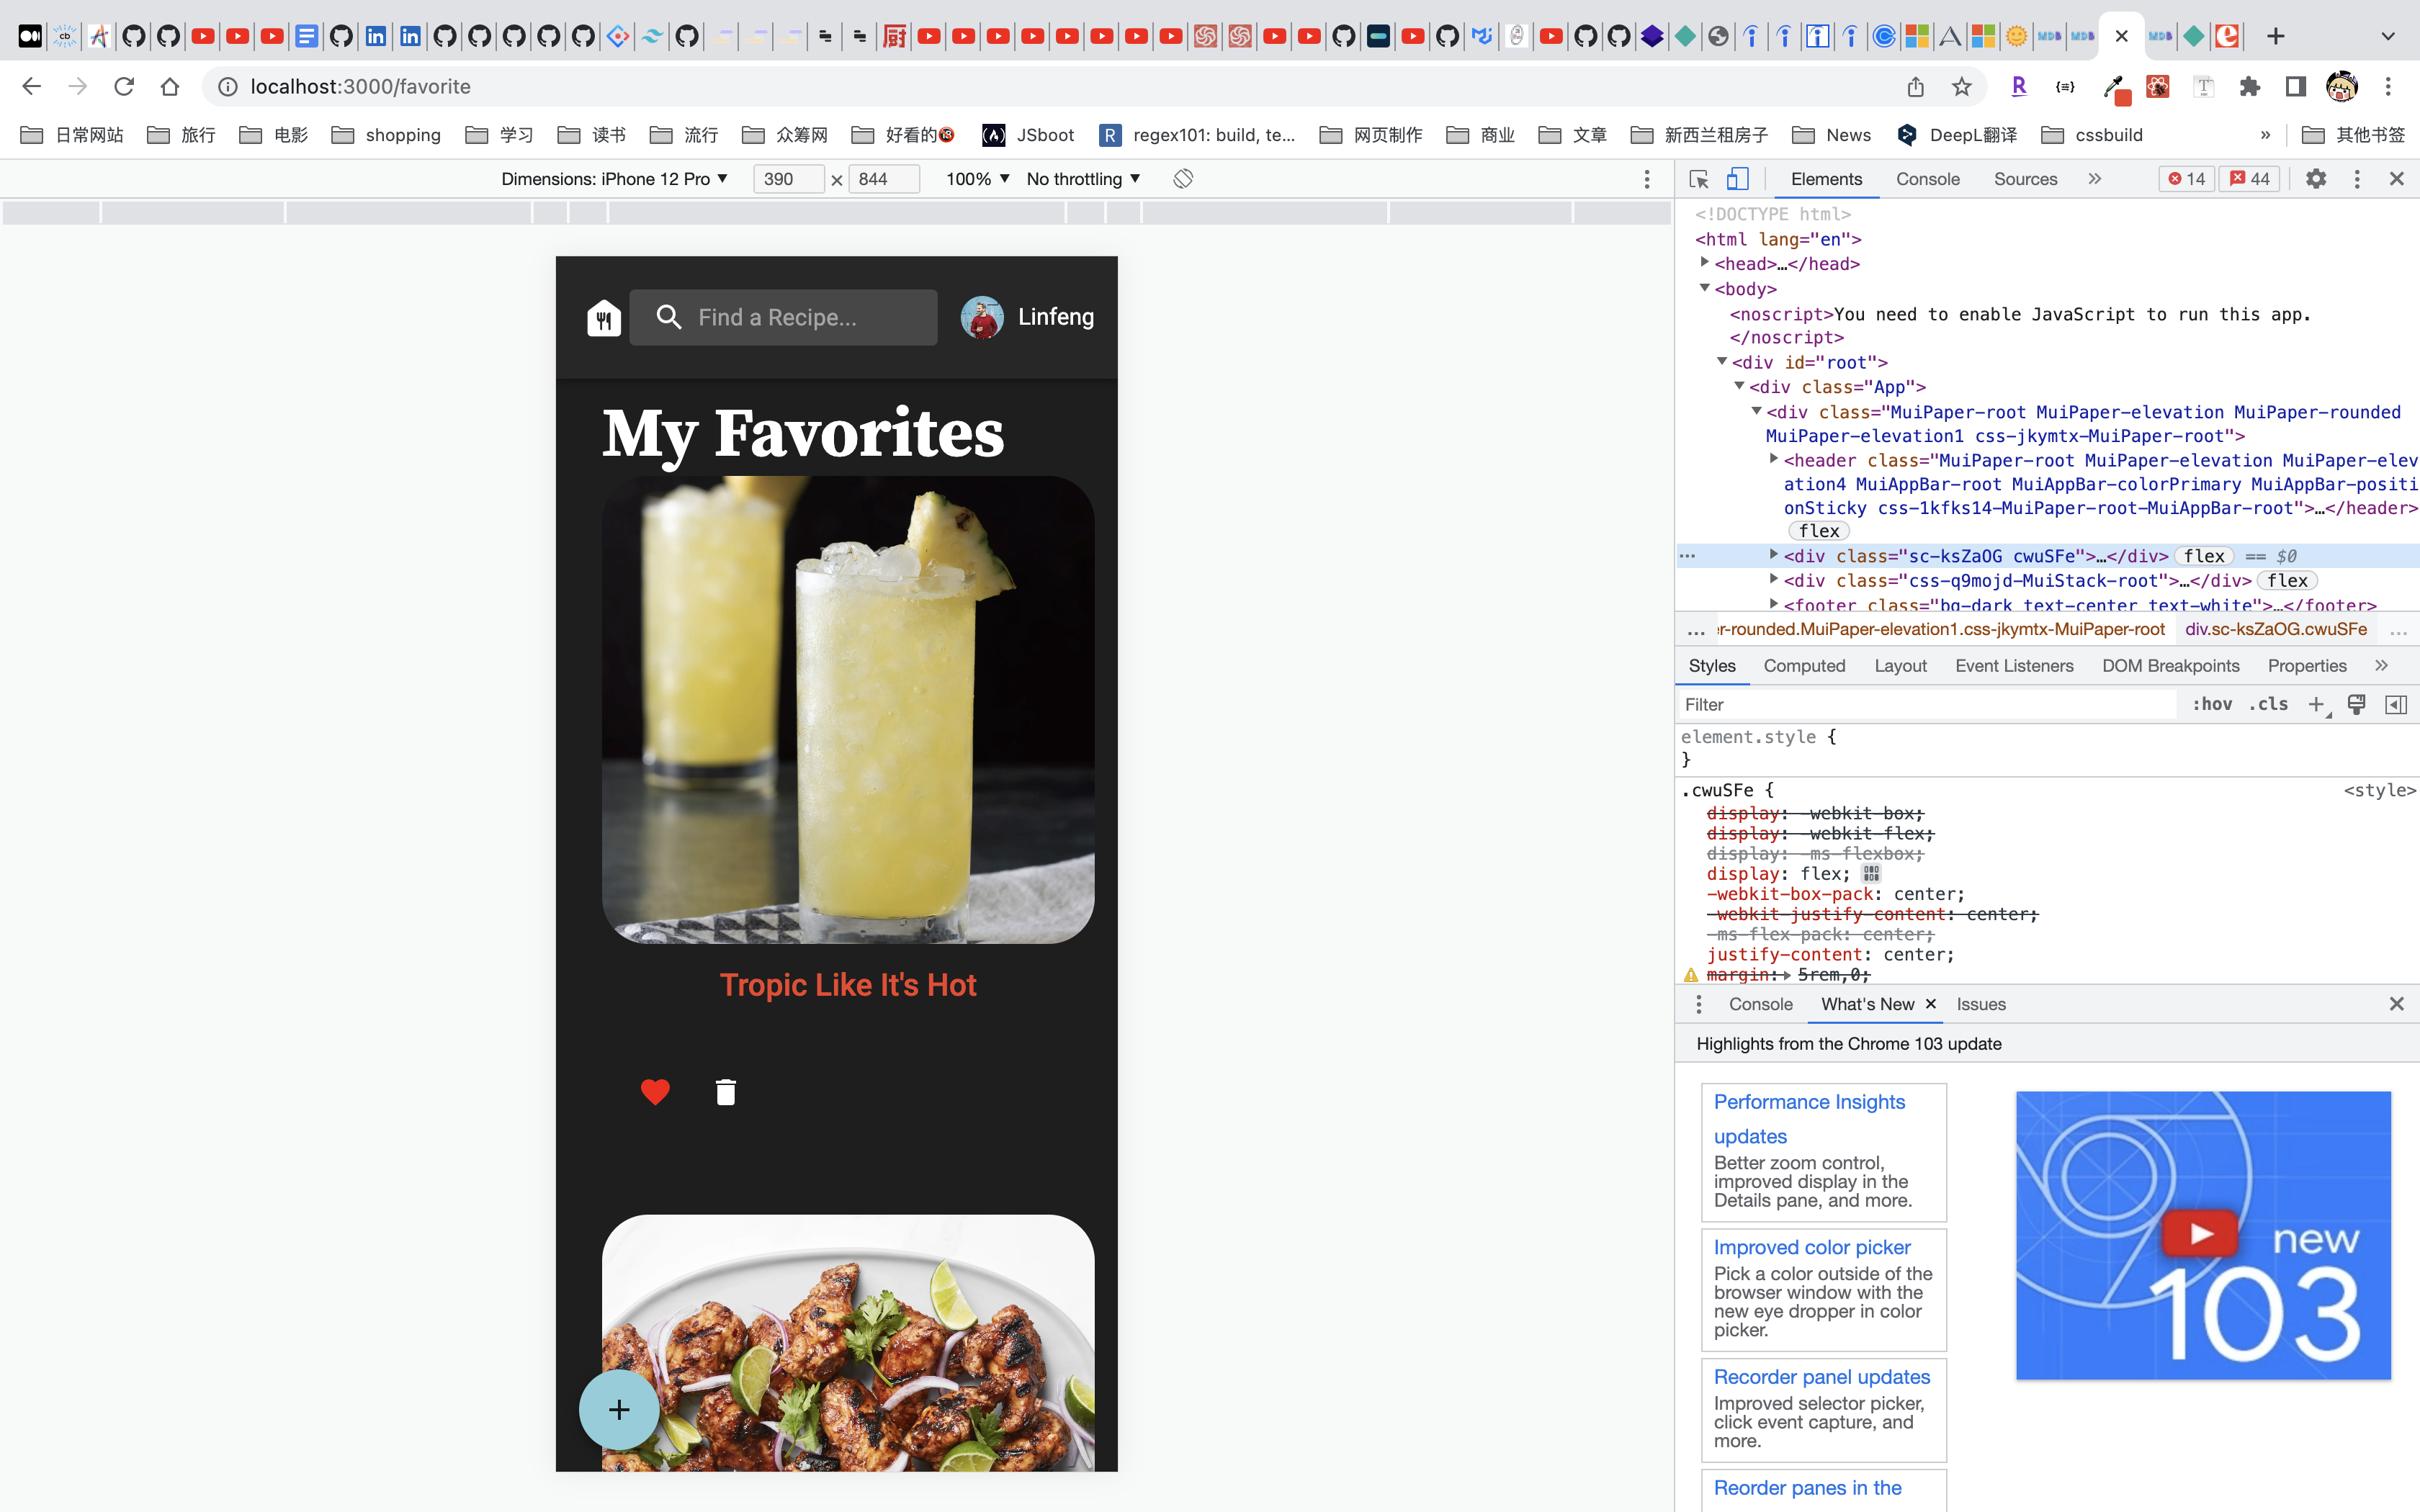 localhost:3000/favorite
日常网站
旅行
电影
shopping
学习
读书
流行
众筹网
好看的🔞
JSboot
regex101: build, te...
网页制作
商业
文章
新西兰租房子
News
DeepL翻译
cssbuild
»
其他书签
Dimensions: iPhone 12 Pro ▼ 390 × 844 100% ▼ No throttling ▼
Find a Recipe...
Linfeng
My Favorites
Tropic Like It's Hot
+
Elements Console Sources » 14 44
<!DOCTYPE html>
<html lang="en">
<head>…</head>
<body>
<noscript>You need to enable JavaScript to run this app.
</noscript>
<div id="root">
<div class="App">
<div class="MuiPaper-root MuiPaper-elevation MuiPaper-rounded
MuiPaper-elevation1 css-jkymtx-MuiPaper-root">
<header class="MuiPaper-root MuiPaper-elevation MuiPaper-elev
ation4 MuiAppBar-root MuiAppBar-colorPrimary MuiAppBar-positi
onSticky css-1kfks14-MuiPaper-root-MuiAppBar-root">…</header>
flex
<div class="sc-ksZaOG cwuSFe">…</div> flex == $0
<div class="css-q9mojd-MuiStack-root">…</div> flex
<footer class="bg-dark text-center text-white">…</footer>
… r-rounded.MuiPaper-elevation1.css-jkymtx-MuiPaper-root div.sc-ksZaOG.cwuSFe …
Styles Computed Layout Event Listeners DOM Breakpoints Properties »
Filter :hov .cls +
element.style {
}
.cwuSFe { <style>
display: -webkit-box;
display: -webkit-flex;
display: -ms-flexbox;
display: flex;
-webkit-box-pack: center;
-webkit-justify-content: center;
-ms-flex-pack: center;
justify-content: center;
margin: 5rem,0;
Console What's New × Issues
Highlights from the Chrome 103 update
Performance Insights
updates
Better zoom control,
improved display in the
Details pane, and more.
Improved color picker
Pick a color outside of the
browser window with the
new eye dropper in color
picker.
Recorder panel updates
Improved selector picker,
click event capture, and
more.
Reorder panes in the
new
103